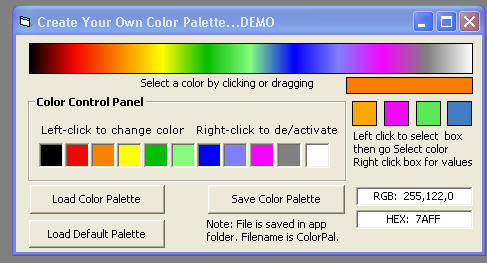 Create Your Own Color Palette...DEMO
Select a color by clicking or dragging
Color Control Panel
Left-click to change color Right-click to de/activate
Left click to select box
then go Select color
Right click box for values
Load Color Palette
Save Color Palette
RGB: 255,122,0
HEX: 7AFF
Load Default Palette
Note: File is saved in app
folder. Filename is ColorPal.